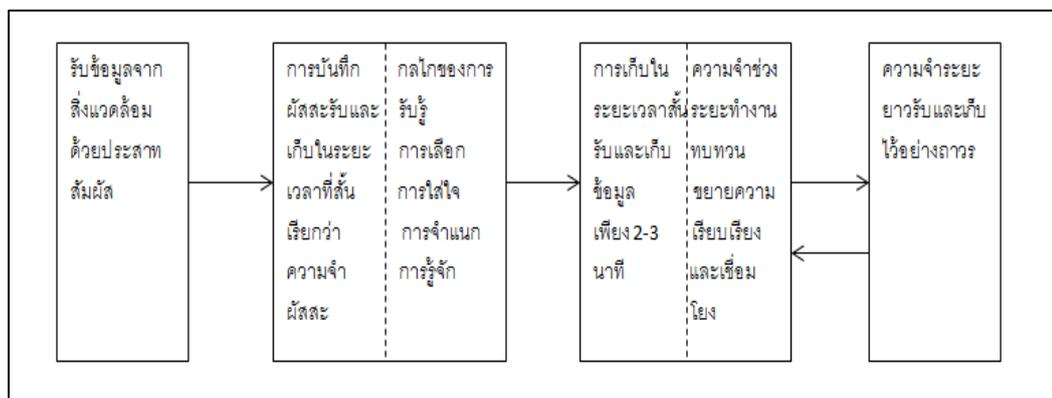 รับข้อมูลจาก
สิ่งแวดล้อม
ด้วยประสาท
สัมผัส
การบันทึก
ผัสสะรับและ
เก็บในระยะ
เวลาที่สั้น
เรียกว่า
ความจำ
ผัสสะ
กลไกของการ
รับรู้
การเลือก
การใส่ใจ
การจำแนก
การรู้จัก
การเก็บใน
ระยะเวลาสั้น
รับและเก็บ
ข้อมูล
เพียง 2-3
นาที
ความจำช่วง
ระยะทำงาน
ทบทวน
ขยายความ
เรียบเรียง
และเชื่อม
โยง
ความจำระยะ
ยาวรับและเก็บ
ไว้อย่างถาวร